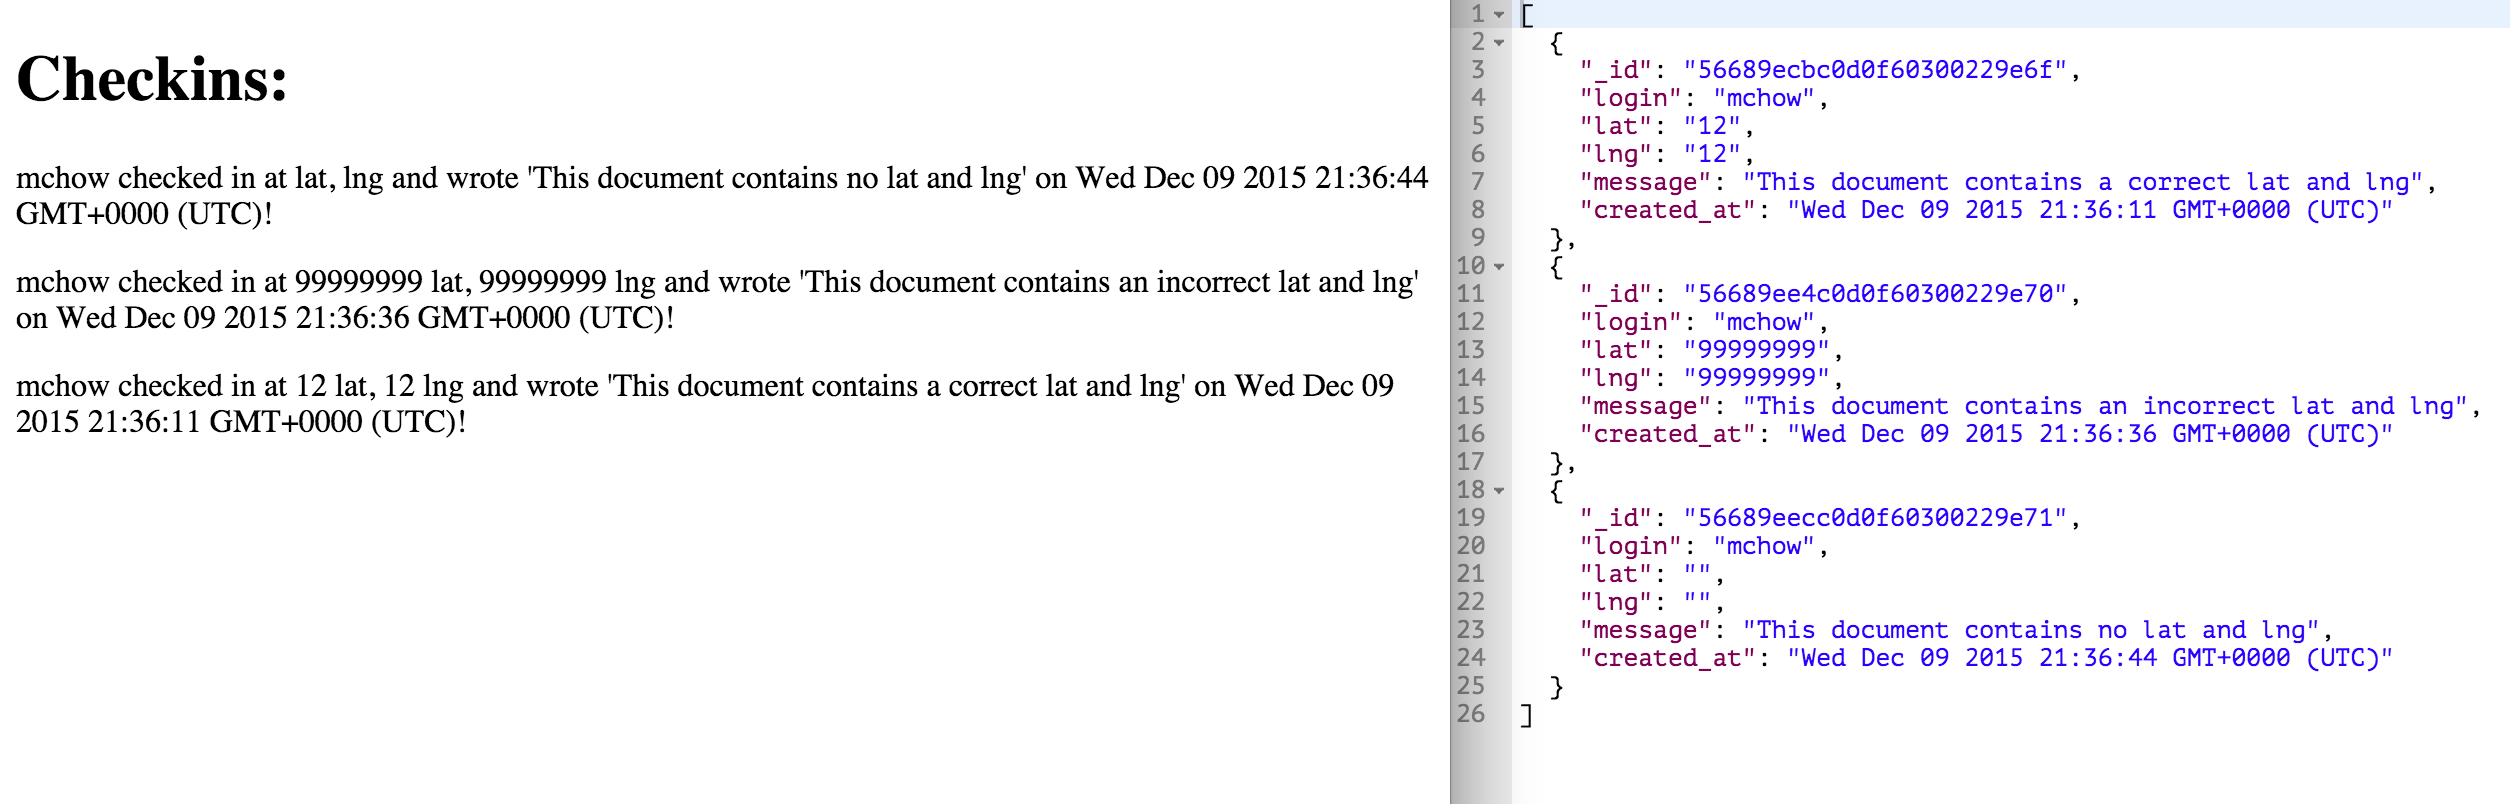 Checkins:
mchow checked in at lat, lng and wrote 'This document contains no lat and lng' on Wed Dec 09 2015 21:36:44
GMT+0000 (UTC)!
mchow checked in at 99999999 lat, 99999999 lng and wrote 'This document contains an incorrect lat and lng'
on Wed Dec 09 2015 21:36:36 GMT+0000 (UTC)!
mchow checked in at 12 lat, 12 lng and wrote 'This document contains a correct lat and lng' on Wed Dec 09
2015 21:36:11 GMT+0000 (UTC)!
1 [
2 {
3 "_id": "56689ecbc0d0f60300229e6f",
4 "login": "mchow",
5 "lat": "12",
6 "lng": "12",
7 "message": "This document contains a correct lat and lng",
8 "created_at": "Wed Dec 09 2015 21:36:11 GMT+0000 (UTC)"
9 },
10 {
11 "_id": "56689ee4c0d0f60300229e70",
12 "login": "mchow",
13 "lat": "99999999",
14 "lng": "99999999",
15 "message": "This document contains an incorrect lat and lng",
16 "created_at": "Wed Dec 09 2015 21:36:36 GMT+0000 (UTC)"
17 },
18 {
19 "_id": "56689eecc0d0f60300229e71",
20 "login": "mchow",
21 "lat": "",
22 "lng": "",
23 "message": "This document contains no lat and lng",
24 "created_at": "Wed Dec 09 2015 21:36:44 GMT+0000 (UTC)"
25 }
26 ]